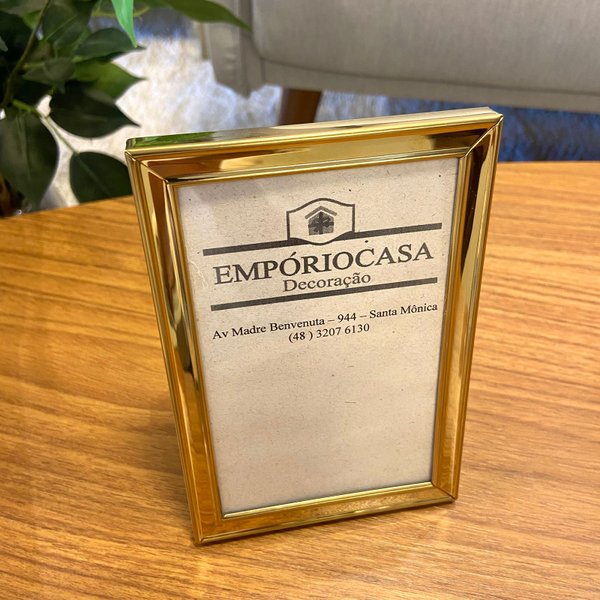 EMPÓRIOCASA
Decoração
Av Madre Benvenuta – 944 – Santa Mônica
(48 ) 3207 6130